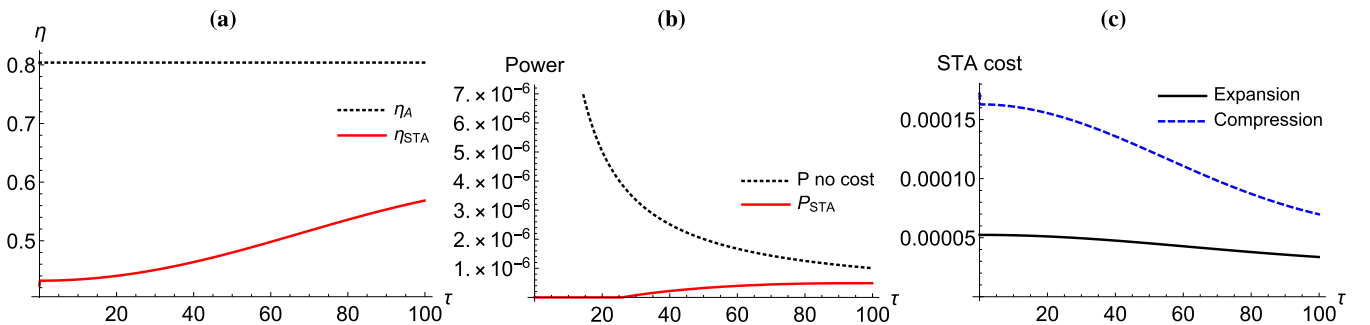 (a)
η
0.8
0.7
0.6
0.5
η_A
η_STA
20 40 60 80 100 τ
(b)
Power
7. × 10⁻⁶
6. × 10⁻⁶
5. × 10⁻⁶
4. × 10⁻⁶
3. × 10⁻⁶
2. × 10⁻⁶
1. × 10⁻⁶
P no cost
P_STA
20 40 60 80 100 τ
(c)
STA cost
0.00015
0.00010
0.00005
Expansion
Compression
20 40 60 80 100 τ